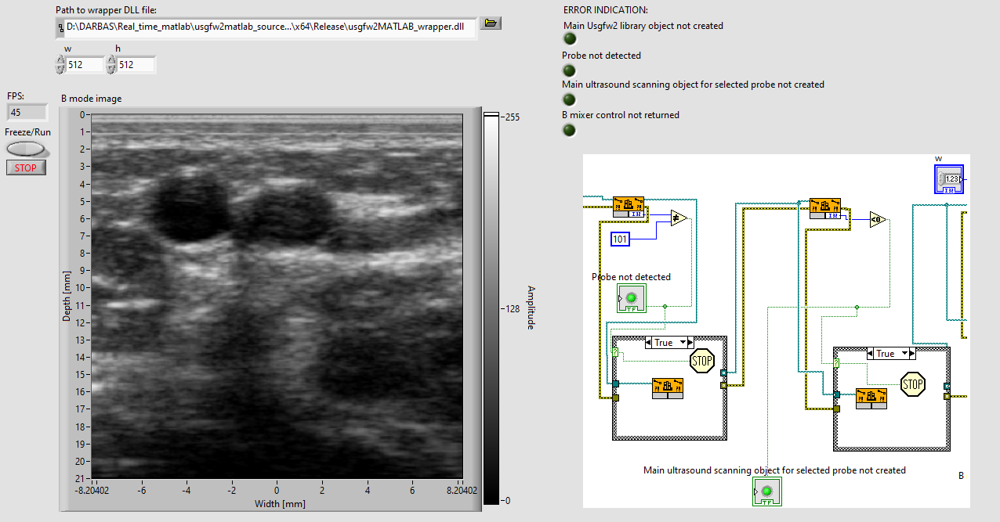 Path to wrapper DLL file:
D:\DARBAS\Real_time_matlab\usgfw2matlab_source...\x64\Release\usgfw2MATLAB_wrapper.dll
w
h
512
512
FPS:
45
Freeze/Run
STOP
B mode image
0
1
2
3
4
5
6
7
8
9
10
11
12
13
14
15
16
17
18
19
20
21
Depth [mm]
-8.20402
-6
-4
-2
0
2
4
6
8.20402
Width [mm]
255
128
0
Amplitude
ERROR INDICATION:
Main Usgfw2 library object not created
Probe not detected
Main ultrasound scanning object for selected probe not created
B mixer control not returned
w
1.23
I32
?!
?!
I32
≠
101
?!
?!
I32
<0
Probe not detected
TF
True
?
STOP
?!
?!
True
?
STOP
?!
?!
Main ultrasound scanning object for selected probe not created
TF
B